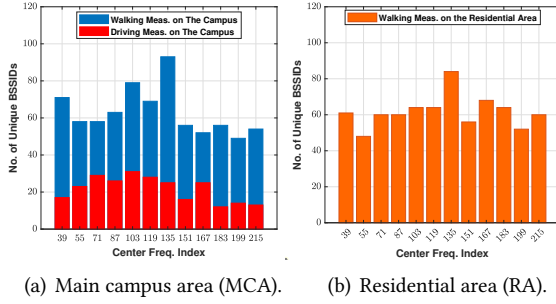 120
100
80
60
40
20
0
No. of Unique BSSIDs
Walking Meas. on The Campus
Driving Meas. on The Campus
39 55 71 87 103 119 135 151 167 183 199 215
Center Freq. Index
(a) Main campus area (MCA).
120
100
80
60
40
20
0
No. of Unique BSSIDs
Walking Meas. on the Residential Area
39 55 71 87 103 119 135 151 167 183 199 215
Center Freq. Index
(b) Residential area (RA).